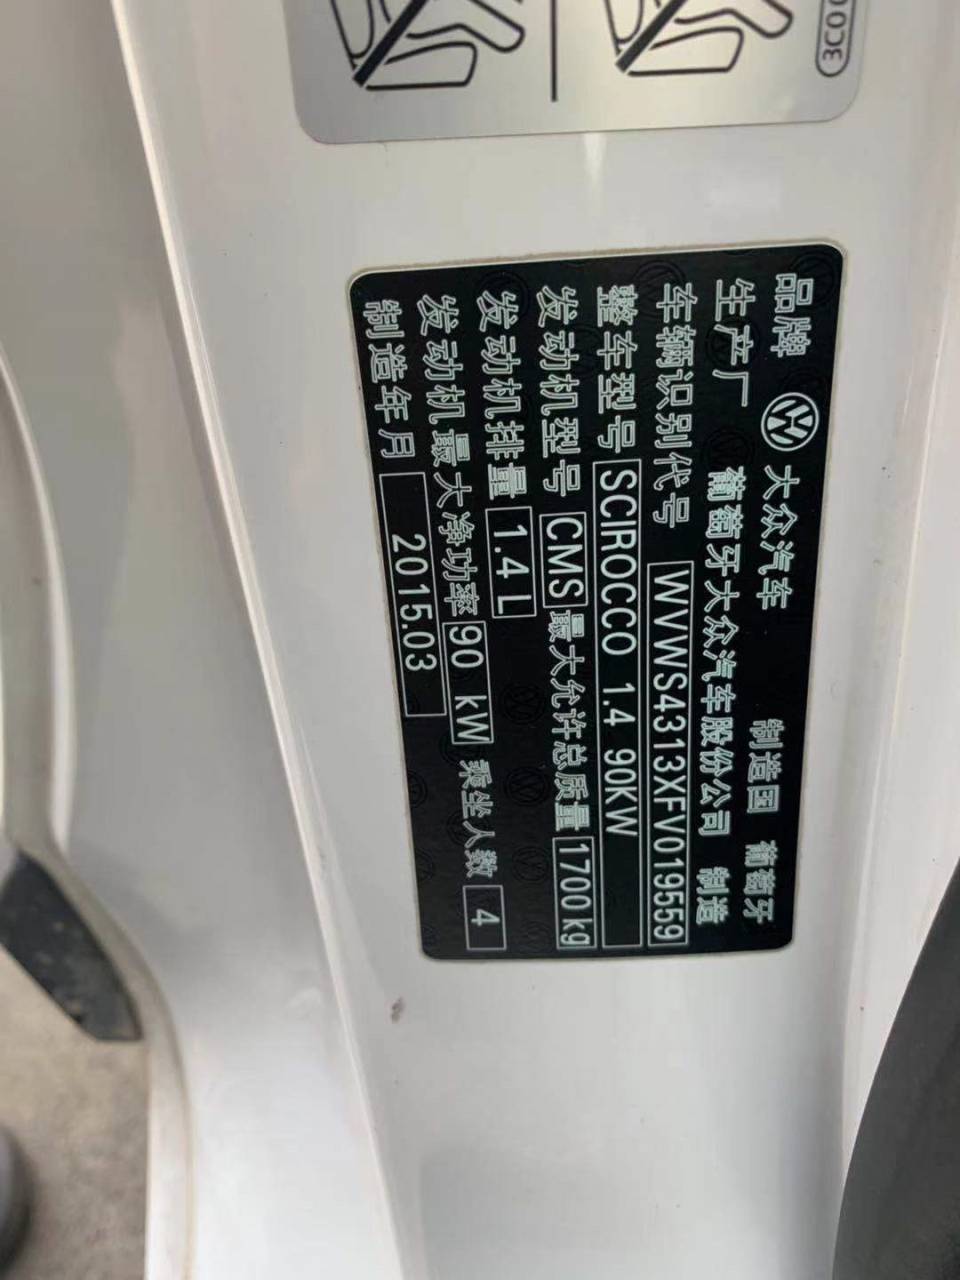 3C00
品牌 大众汽车 制造国 葡萄牙
生产厂 葡萄牙大众汽车股份公司 制造
车辆识别代号 WVWS4313XFV019559
整车型号 SCIROCCO 1.4 90KW
发动机型号 CMS 最大允许总质量 1700kg
发动机排量 1.4L
发动机最大净功率 90 kW 乘坐人数 4
制造年月 2015.03